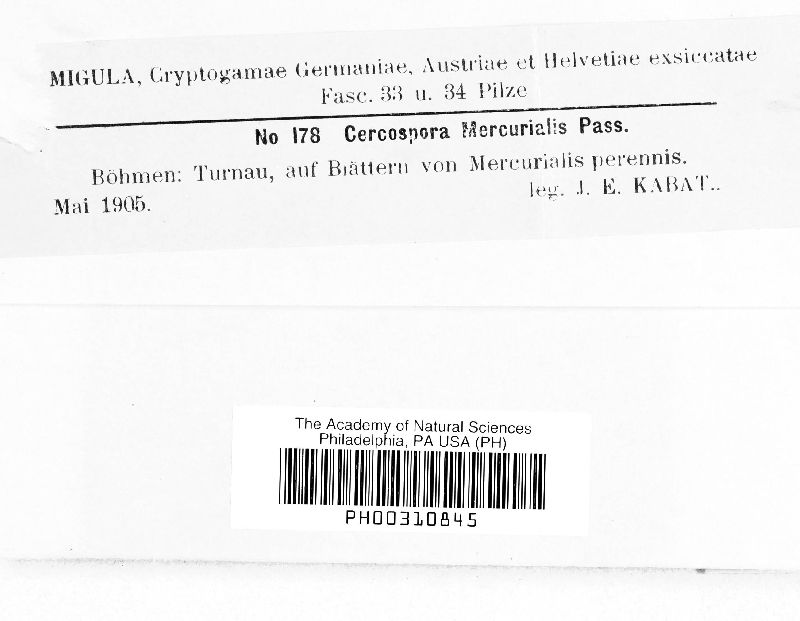 MIGULA, Cryptogamae Germaniae, Austriae et Helvetiae exsiccatae
Fasc. 33 u. 34 Pilze
No 178 Cercospora Mercurialis Pass.
Böhmen: Turnau, auf Blättern von Mercurialis perennis.
Mai 1905. leg. J. E. KABAT..
The Academy of Natural Sciences
Philadelphia, PA USA (PH)
PH00310845